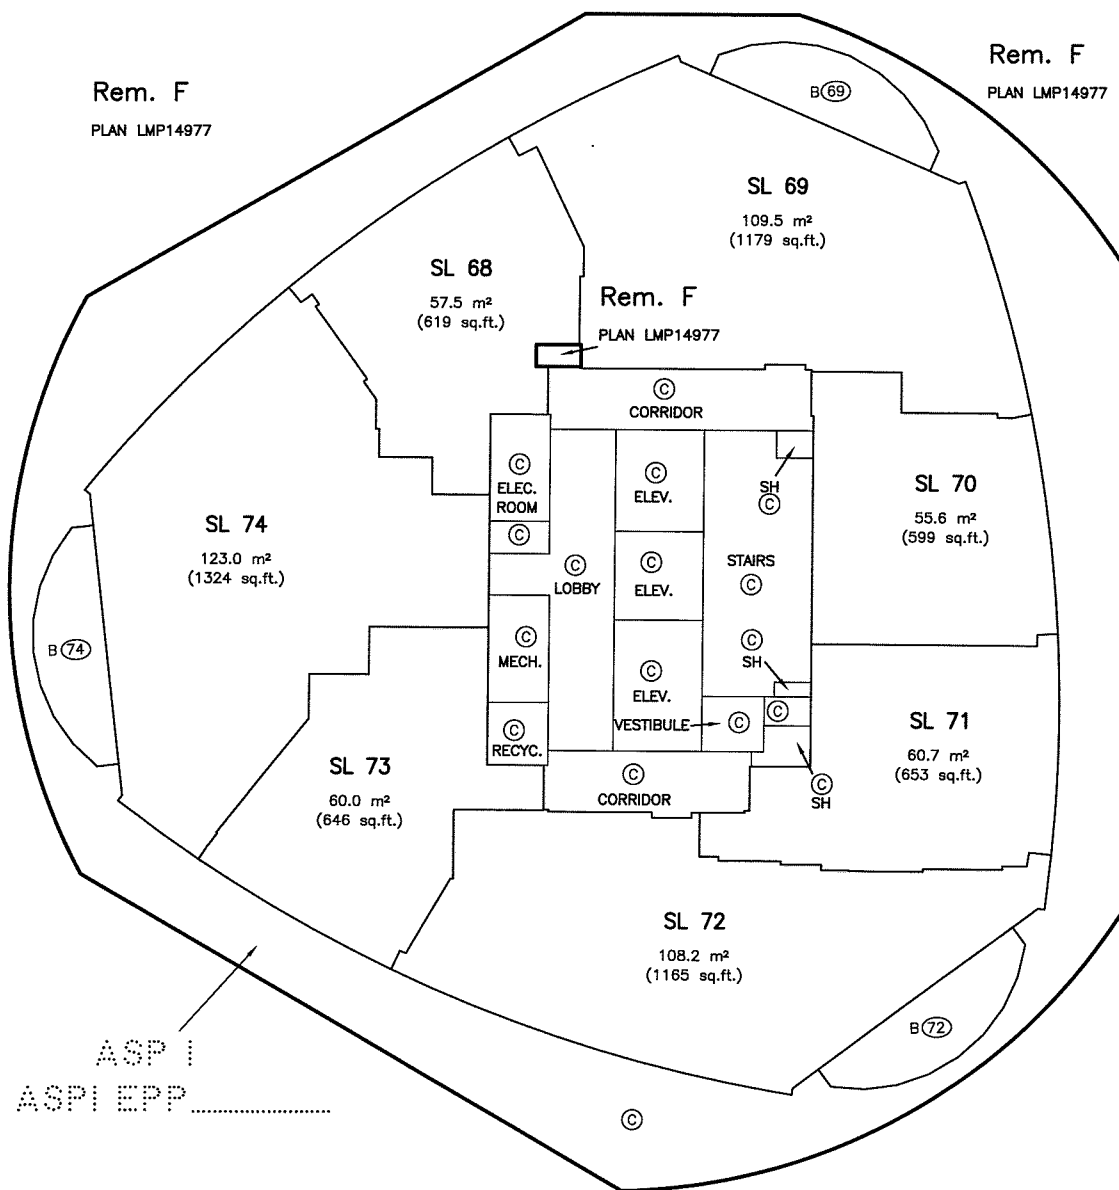 Rem. F
PLAN LMP14977
Rem. F
PLAN LMP14977
B 69
SL 69
109.5 m²
(1179 sq.ft.)
SL 68
57.5 m²
(619 sq.ft.)
Rem. F
PLAN LMP14977
C
CORRIDOR
C
ELEC.
ROOM
C
C
ELEV.
SH
C
SL 70
55.6 m²
(599 sq.ft.)
SL 74
123.0 m²
(1324 sq.ft.)
C
LOBBY
C
ELEV.
STAIRS
C
B 74
C
MECH.
C
ELEV.
C
SH
C
RECYC.
VESTIBULE
C
C
SL 71
60.7 m²
(653 sq.ft.)
SL 73
60.0 m²
(646 sq.ft.)
C
CORRIDOR
C
SH
SL 72
108.2 m²
(1165 sq.ft.)
B 72
ASP I
ASPI EPP
C